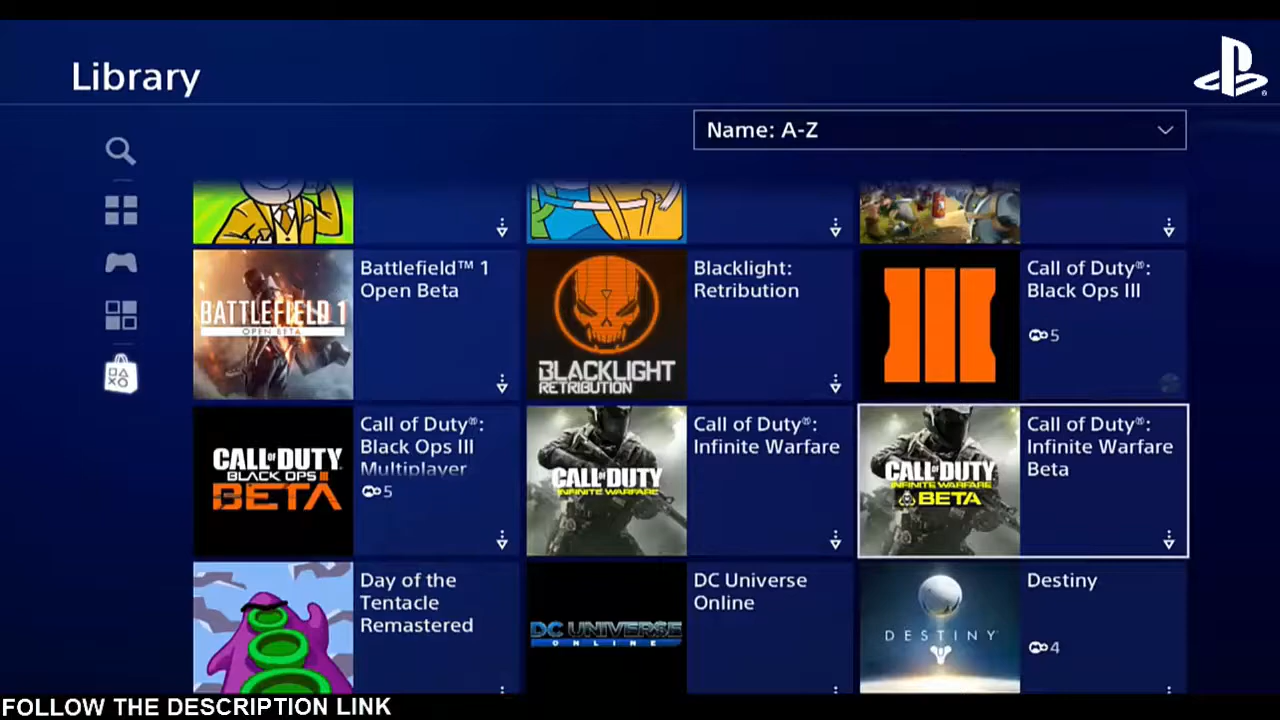 Library
Name: A-Z
Battlefield™ 1
Open Beta
BATTLEFIELD 1
OPEN BETA
Blacklight:
Retribution
BLACKLIGHT
RETRIBUTION
Call of Duty®:
Black Ops III
5
Call of Duty®:
Black Ops III
Multiplayer
5
CALL OF DUTY
BLACK OPS III
BETA
Call of Duty®:
Infinite Warfare
CALL OF DUTY
INFINITE WARFARE
Call of Duty®:
Infinite Warfare
Beta
CALL OF DUTY
INFINITE WARFARE
BETA
Day of the
Tentacle
Remastered
DC Universe
Online
DC UNIVERSE
ONLINE
Destiny
4
DESTINY
FOLLOW THE DESCRIPTION LINK